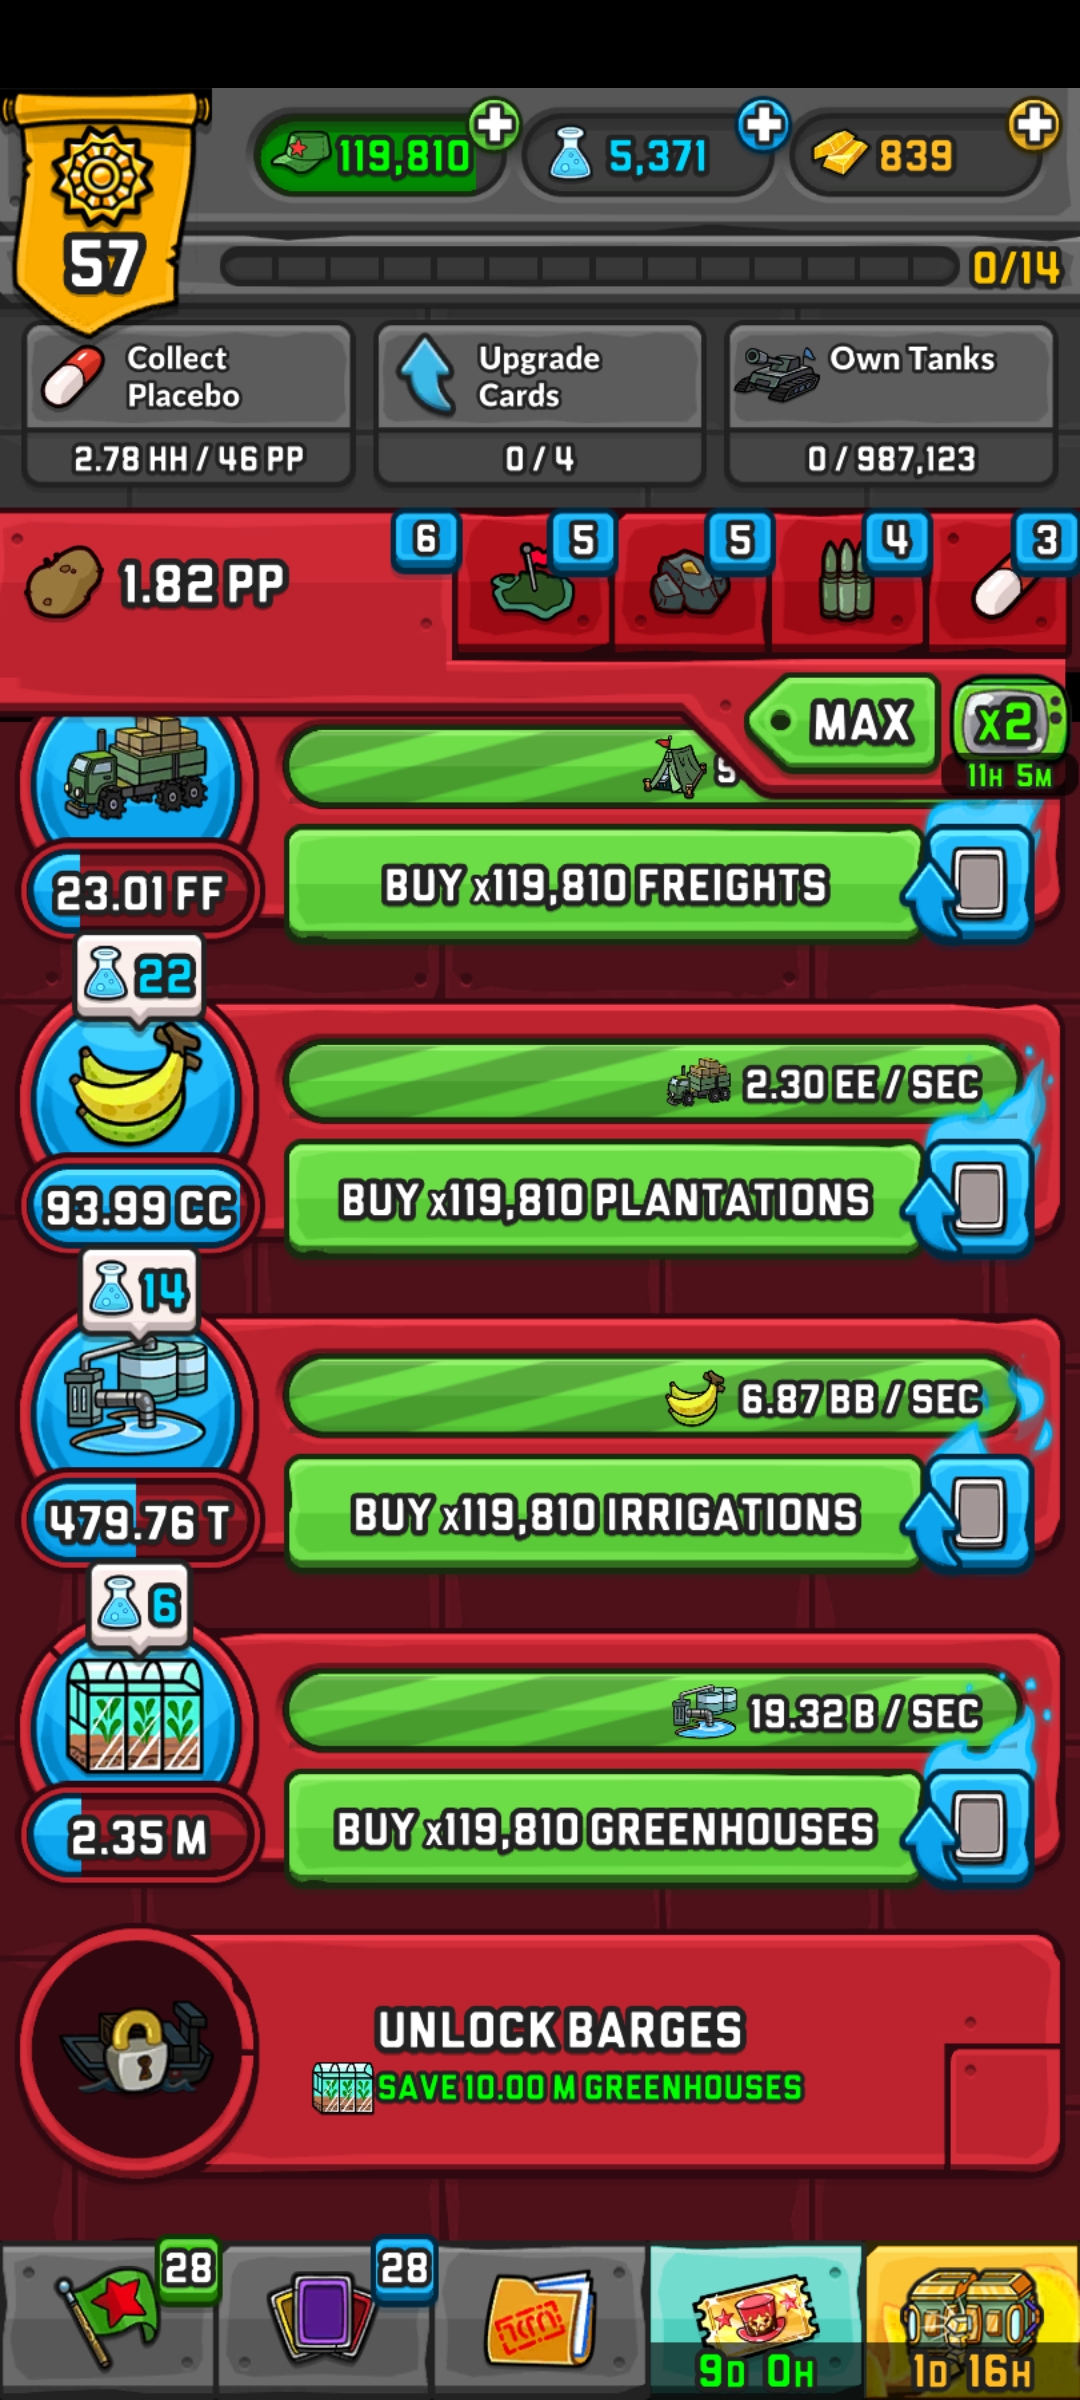 119,810
5,371
839
57
0/14
Collect
Placebo
2.78 HH / 46 PP
Upgrade
Cards
0 / 4
Own Tanks
0 / 987,123
1.82 PP
6
5
5
4
3
MAX
x2
11H 5M
23.01 FF
BUY x119,810 FREIGHTS
22
93.99 CC
2.30 EE / SEC
BUY x119,810 PLANTATIONS
14
479.76 T
6.87 BB / SEC
BUY x119,810 IRRIGATIONS
6
2.35 M
19.32 B / SEC
BUY x119,810 GREENHOUSES
UNLOCK BARGES
SAVE 10.00 M GREENHOUSES
28
28
9D 0H
1D 16H